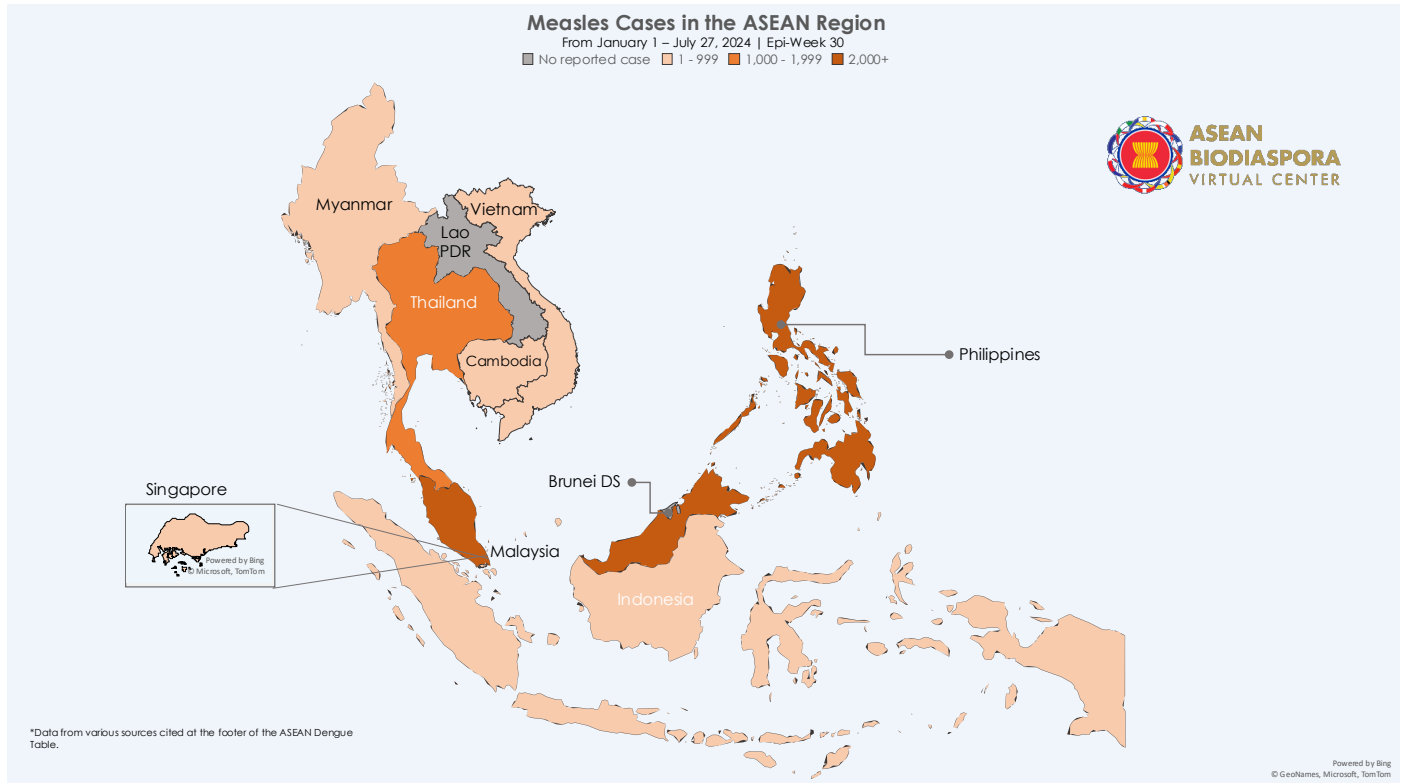 Measles Cases in the ASEAN Region
From January 1 – July 27, 2024 | Epi-Week 30
No reported case 1 - 999 1,000 - 1,999 2,000+
ASEAN
BIODIASPORA
VIRTUAL CENTER
Myanmar
Vietnam
Lao
PDR
Thailand
Cambodia
Philippines
Brunei DS
Singapore
Powered by Bing
© Microsoft, TomTom
Malaysia
Indonesia
*Data from various sources cited at the footer of the ASEAN Dengue
Table.
Powered by Bing
© GeoNames, Microsoft, TomTom